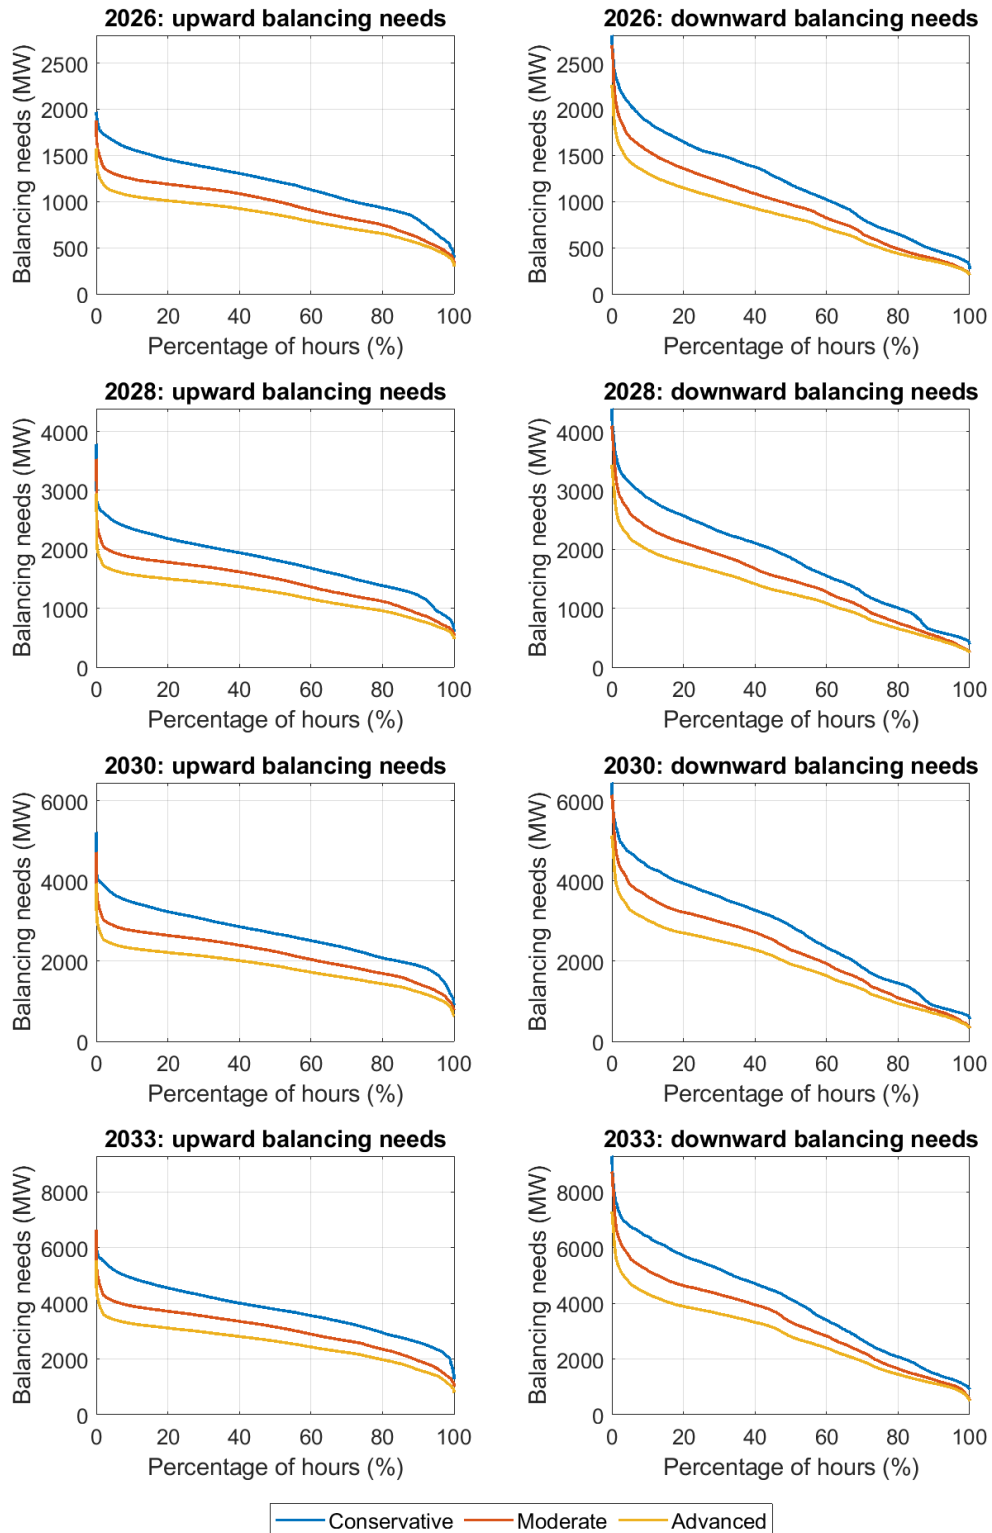 2026: upward balancing needs
Balancing needs (MW)
2500
2000
1500
1000
500
0
0 20 40 60 80 100
Percentage of hours (%)
2026: downward balancing needs
Balancing needs (MW)
2500
2000
1500
1000
500
0
0 20 40 60 80 100
Percentage of hours (%)
2028: upward balancing needs
Balancing needs (MW)
4000
3000
2000
1000
0
0 20 40 60 80 100
Percentage of hours (%)
2028: downward balancing needs
Balancing needs (MW)
4000
3000
2000
1000
0
0 20 40 60 80 100
Percentage of hours (%)
2030: upward balancing needs
Balancing needs (MW)
6000
4000
2000
0
0 20 40 60 80 100
Percentage of hours (%)
2030: downward balancing needs
Balancing needs (MW)
6000
4000
2000
0
0 20 40 60 80 100
Percentage of hours (%)
2033: upward balancing needs
Balancing needs (MW)
8000
6000
4000
2000
0
0 20 40 60 80 100
Percentage of hours (%)
2033: downward balancing needs
Balancing needs (MW)
8000
6000
4000
2000
0
0 20 40 60 80 100
Percentage of hours (%)
Conservative Moderate Advanced